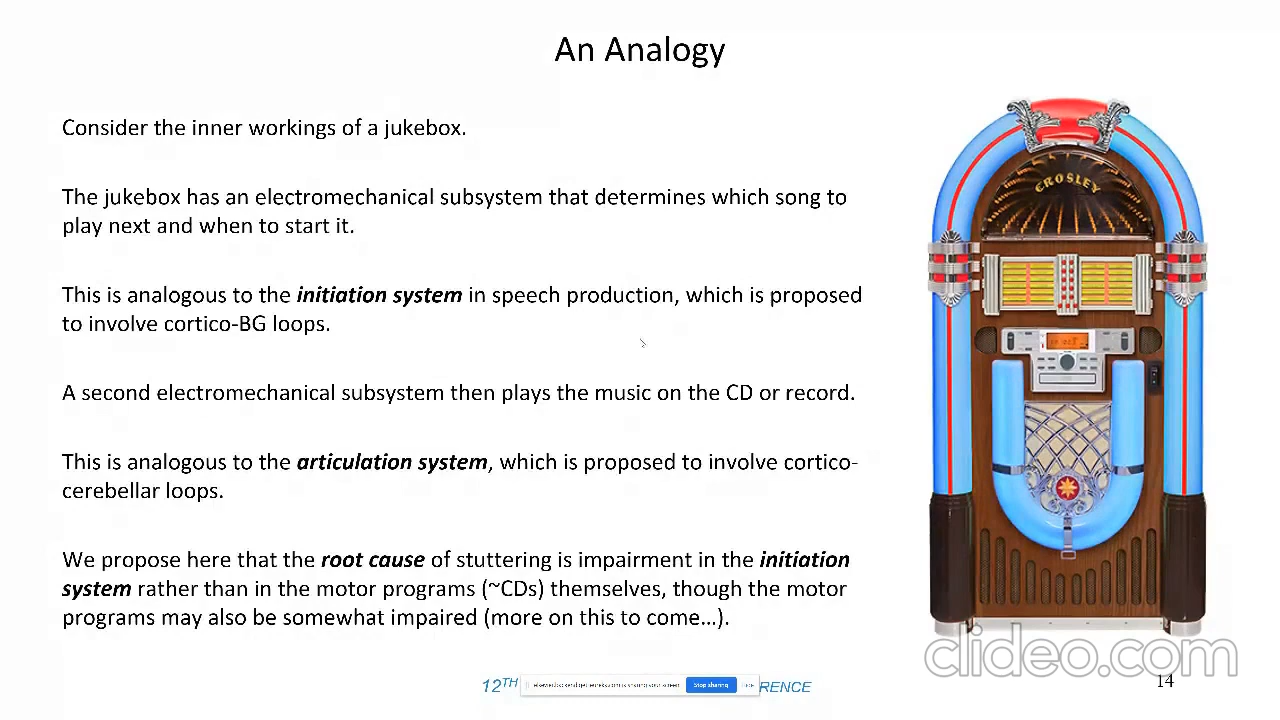 An Analogy
Consider the inner workings of a jukebox.
The jukebox has an electromechanical subsystem that determines which song to
play next and when to start it.
This is analogous to the initiation system in speech production, which is proposed
to involve cortico-BG loops.
A second electromechanical subsystem then plays the music on the CD or record.
This is analogous to the articulation system, which is proposed to involve cortico-
cerebellar loops.
We propose here that the root cause of stuttering is impairment in the initiation
system rather than in the motor programs (~CDs) themselves, though the motor
programs may also be somewhat impaired (more on this to come…).
CROSLEY
clideo.com
12TH
is sharing your screen
Stop sharing
RENCE
14